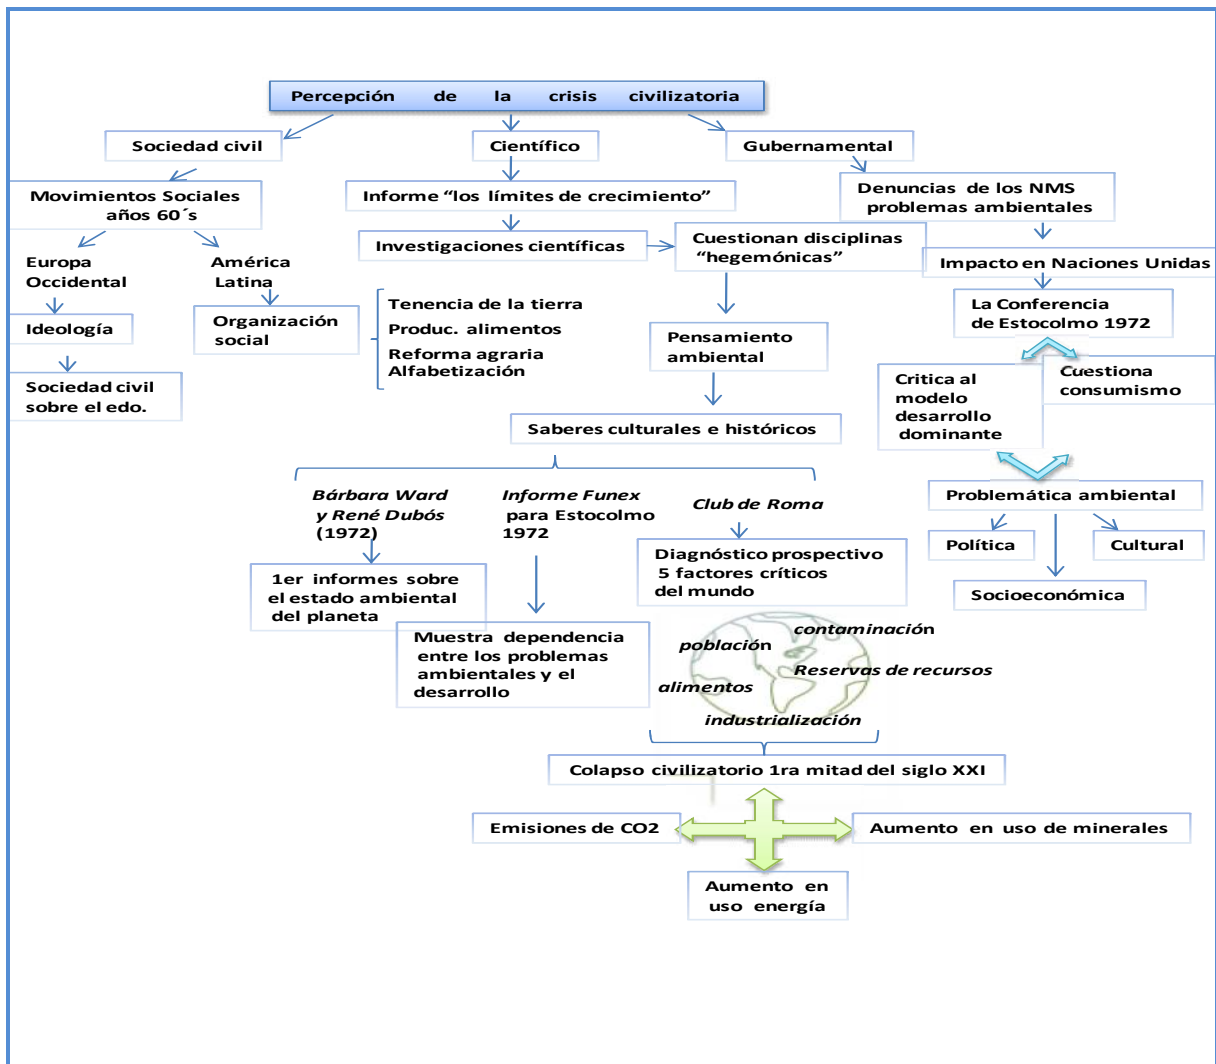 Percepción de la crisis civilizatoria
Sociedad civil
Científico
Gubernamental
Movimientos Sociales
años 60´s
Informe “los límites de crecimiento”
Denuncias de los NMS
problemas ambientales
Investigaciones científicas
Cuestionan disciplinas
“hegemónicas”
Europa
Occidental
América
Latina
Impacto en Naciones Unidas
Ideología
Organización
social
Tenencia de la tierra
Produc. alimentos
Reforma agraria
Alfabetización
Pensamiento
ambiental
La Conferencia
de Estocolmo 1972
Sociedad civil
sobre el edo.
Critica al
modelo
desarrollo
dominante
Cuestiona
consumismo
Saberes culturales e históricos
Bárbara Ward
y René Dubós
(1972)
Informe Funex
para Estocolmo
1972
Club de Roma
Problemática ambiental
Política
Cultural
Socioeconómica
1er informes sobre
el estado ambiental
del planeta
Muestra dependencia
entre los problemas
ambientales y el
desarrollo
Diagnóstico prospectivo
5 factores críticos
del mundo
contaminación
población
Reservas de recursos
alimentos
industrialización
Colapso civilizatorio 1ra mitad del siglo XXI
Emisiones de CO2
Aumento en uso de minerales
Aumento en
uso energía